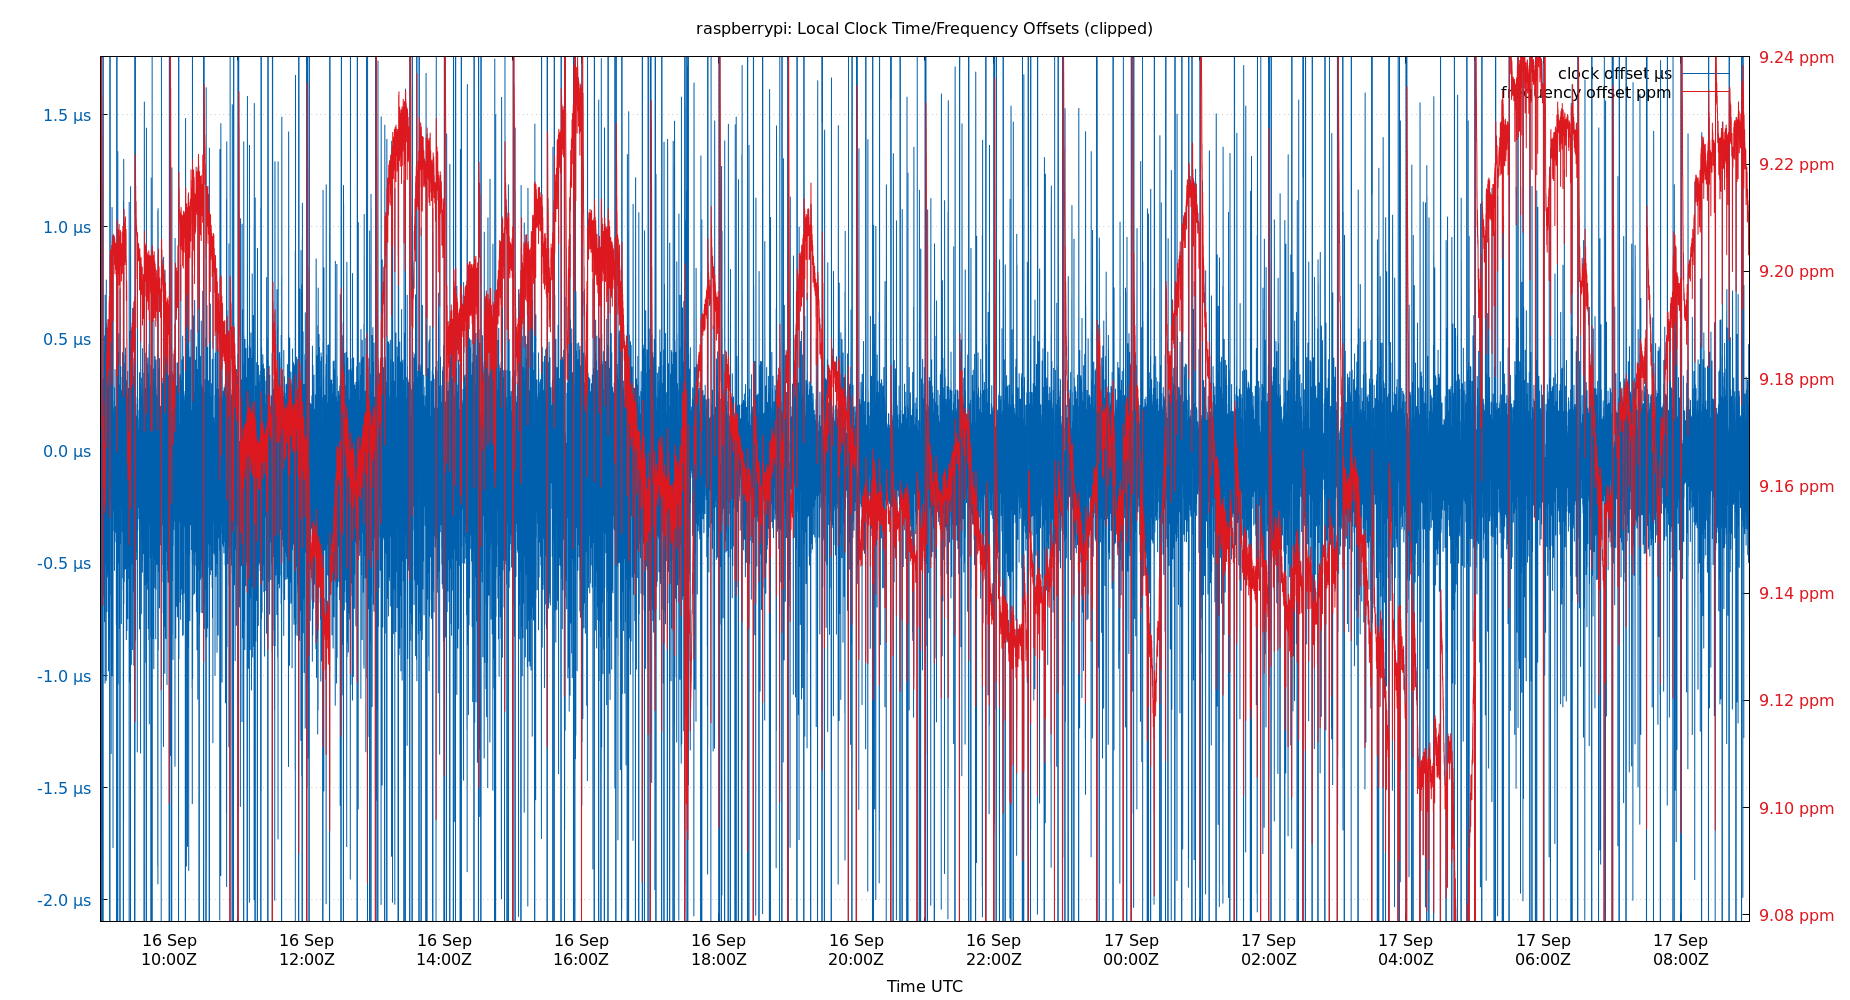 raspberrypi: Local Clock Time/Frequency Offsets (clipped)
clock offset µs
frequency offset ppm
1.5 µs
1.0 µs
0.5 µs
0.0 µs
-0.5 µs
-1.0 µs
-1.5 µs
-2.0 µs
9.24 ppm
9.22 ppm
9.20 ppm
9.18 ppm
9.16 ppm
9.14 ppm
9.12 ppm
9.10 ppm
9.08 ppm
16 Sep 16 Sep 16 Sep 16 Sep 16 Sep 16 Sep 16 Sep 17 Sep 17 Sep 17 Sep 17 Sep 17 Sep
10:00Z 12:00Z 14:00Z 16:00Z 18:00Z 20:00Z 22:00Z 00:00Z 02:00Z 04:00Z 06:00Z 08:00Z
Time UTC